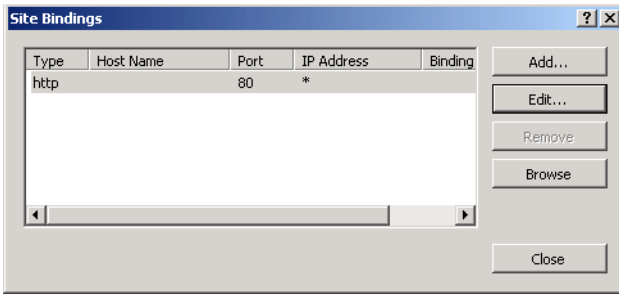 Site Bindings
Type Host Name Port IP Address Binding
http 80 *
Add...
Edit...
Remove
Browse
Close